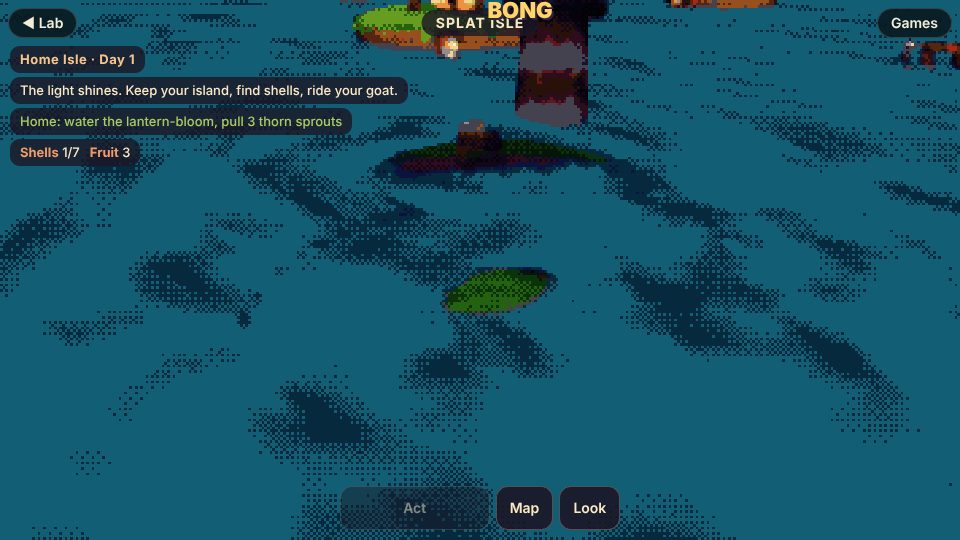 BONG
◀ Lab
SPLAT ISLE
Games
Home Isle · Day 1
The light shines. Keep your island, find shells, ride your goat.
Home: water the lantern-bloom, pull 3 thorn sprouts
Shells 1/7 Fruit 3
Act
Map
Look